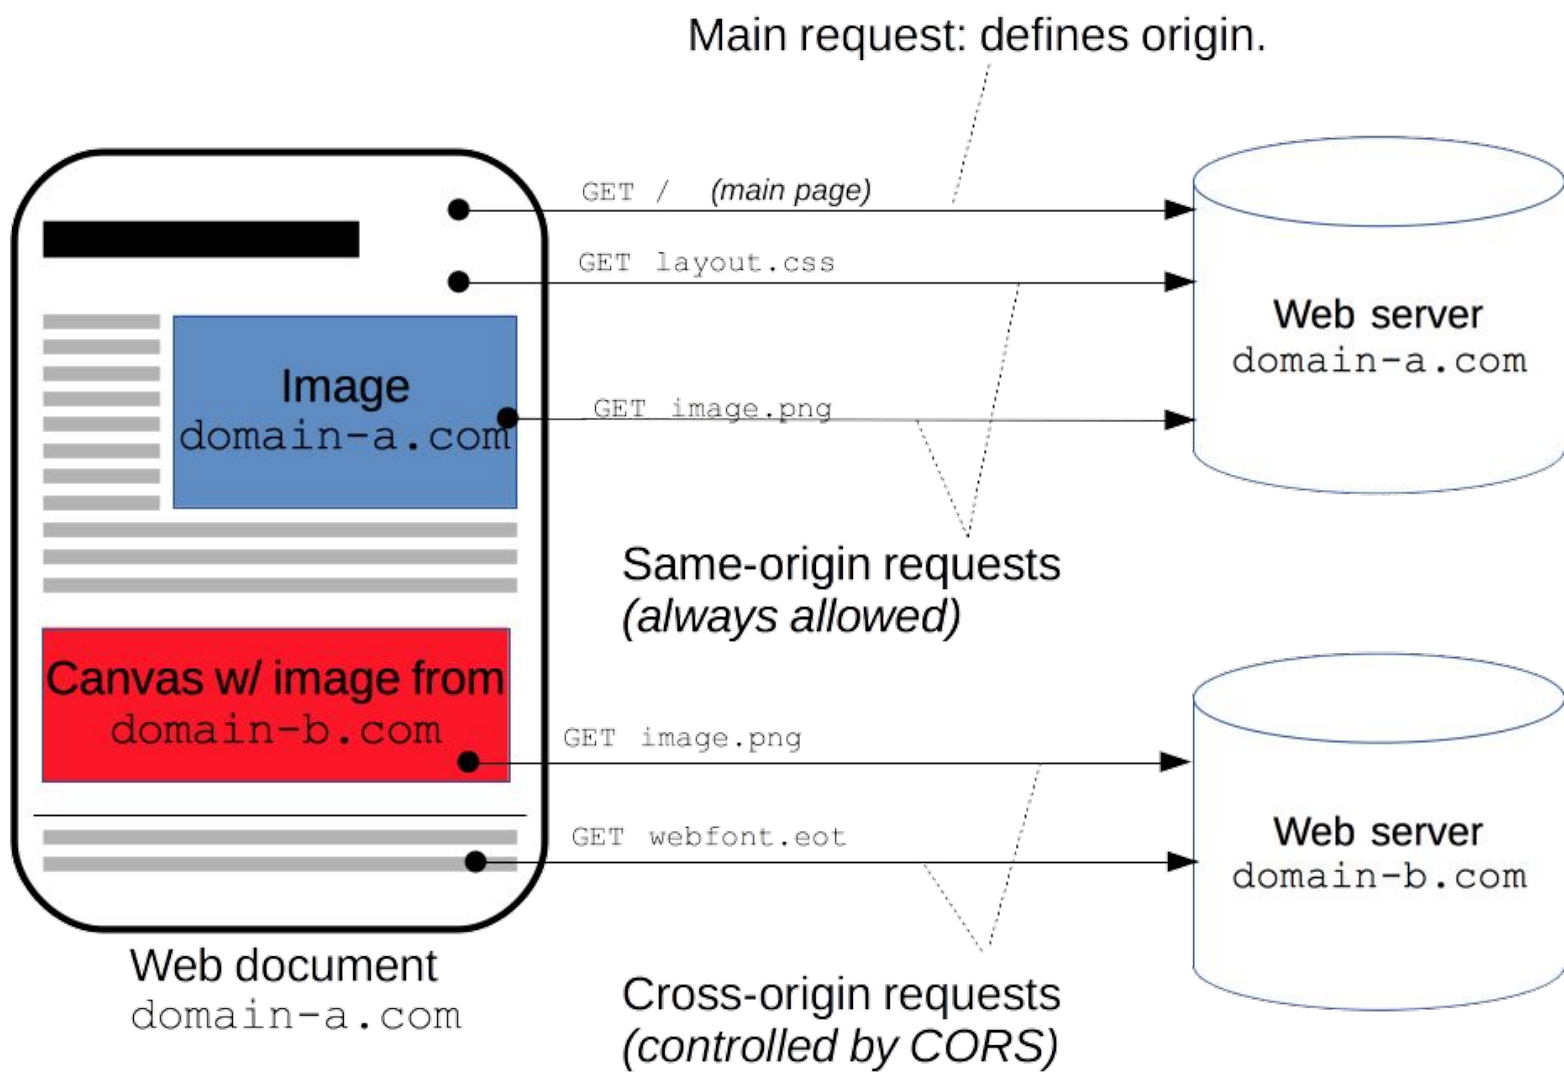 Main request: defines origin.
GET / (main page)
GET layout.css
Image
domain-a.com
GET image.png
Web server
domain-a.com
Same-origin requests
(always allowed)
Canvas w/ image from
domain-b.com
GET image.png
GET webfont.eot
Web server
domain-b.com
Web document
domain-a.com
Cross-origin requests
(controlled by CORS)